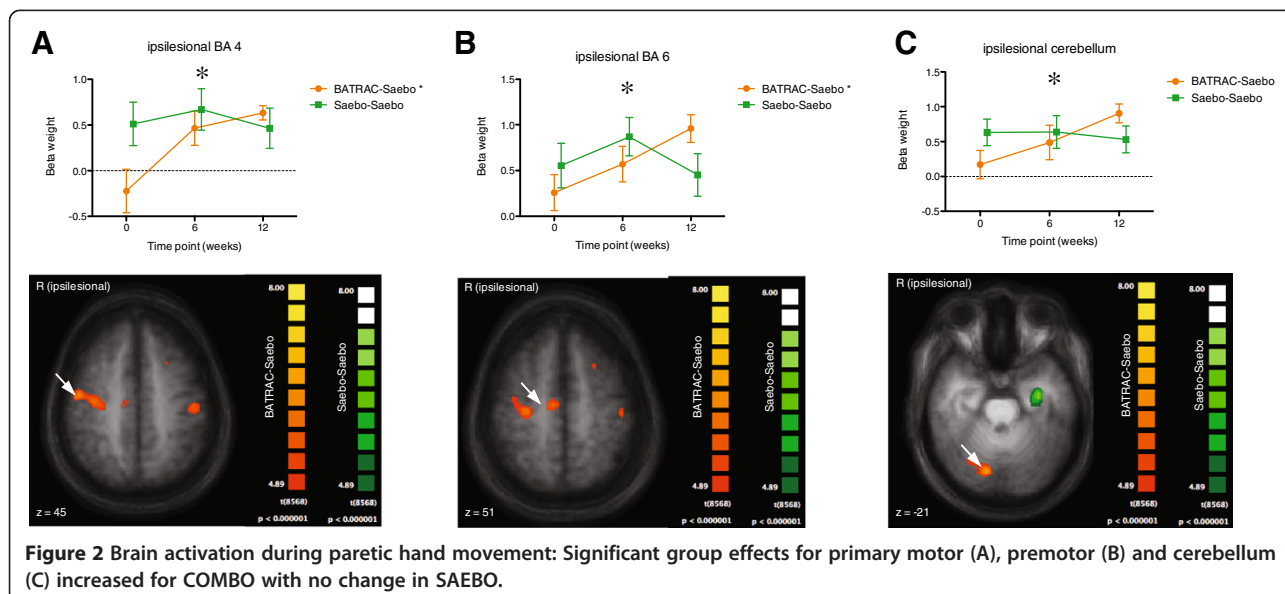 A
ipsilesional BA 4
1.0
0.5
0.0
-0.5
Beta weight
*
0
6
12
Time point (weeks)
BATRAC-Saebo *
Saebo-Saebo
B
ipsilesional BA 6
1.5
1.0
0.5
0.0
Beta weight
*
0
6
12
Time point (weeks)
BATRAC-Saebo *
Saebo-Saebo
C
ipsilesional cerebellum
1.5
1.0
0.5
0.0
-0.5
Beta weight
*
0
6
12
Time point (weeks)
BATRAC-Saebo
Saebo-Saebo
R (ipsilesional)
z = 45
8.00
BATRAC-Saebo
4.89
t(8568)
p < 0.000001
8.00
Saebo-Saebo
4.89
t(8568)
p < 0.000001
R (ipsilesional)
z = 51
8.00
BATRAC-Saebo
4.89
t(8568)
p < 0.000001
8.00
Saebo-Saebo
4.89
t(8568)
p < 0.000001
R (ipsilesional)
z = -21
8.00
BATRAC-Saebo
4.89
t(8568)
p < 0.000001
8.00
Saebo-Saebo
4.89
t(8568)
p < 0.000001
Figure 2 Brain activation during paretic hand movement: Significant group effects for primary motor (A), premotor (B) and cerebellum
(C) increased for COMBO with no change in SAEBO.